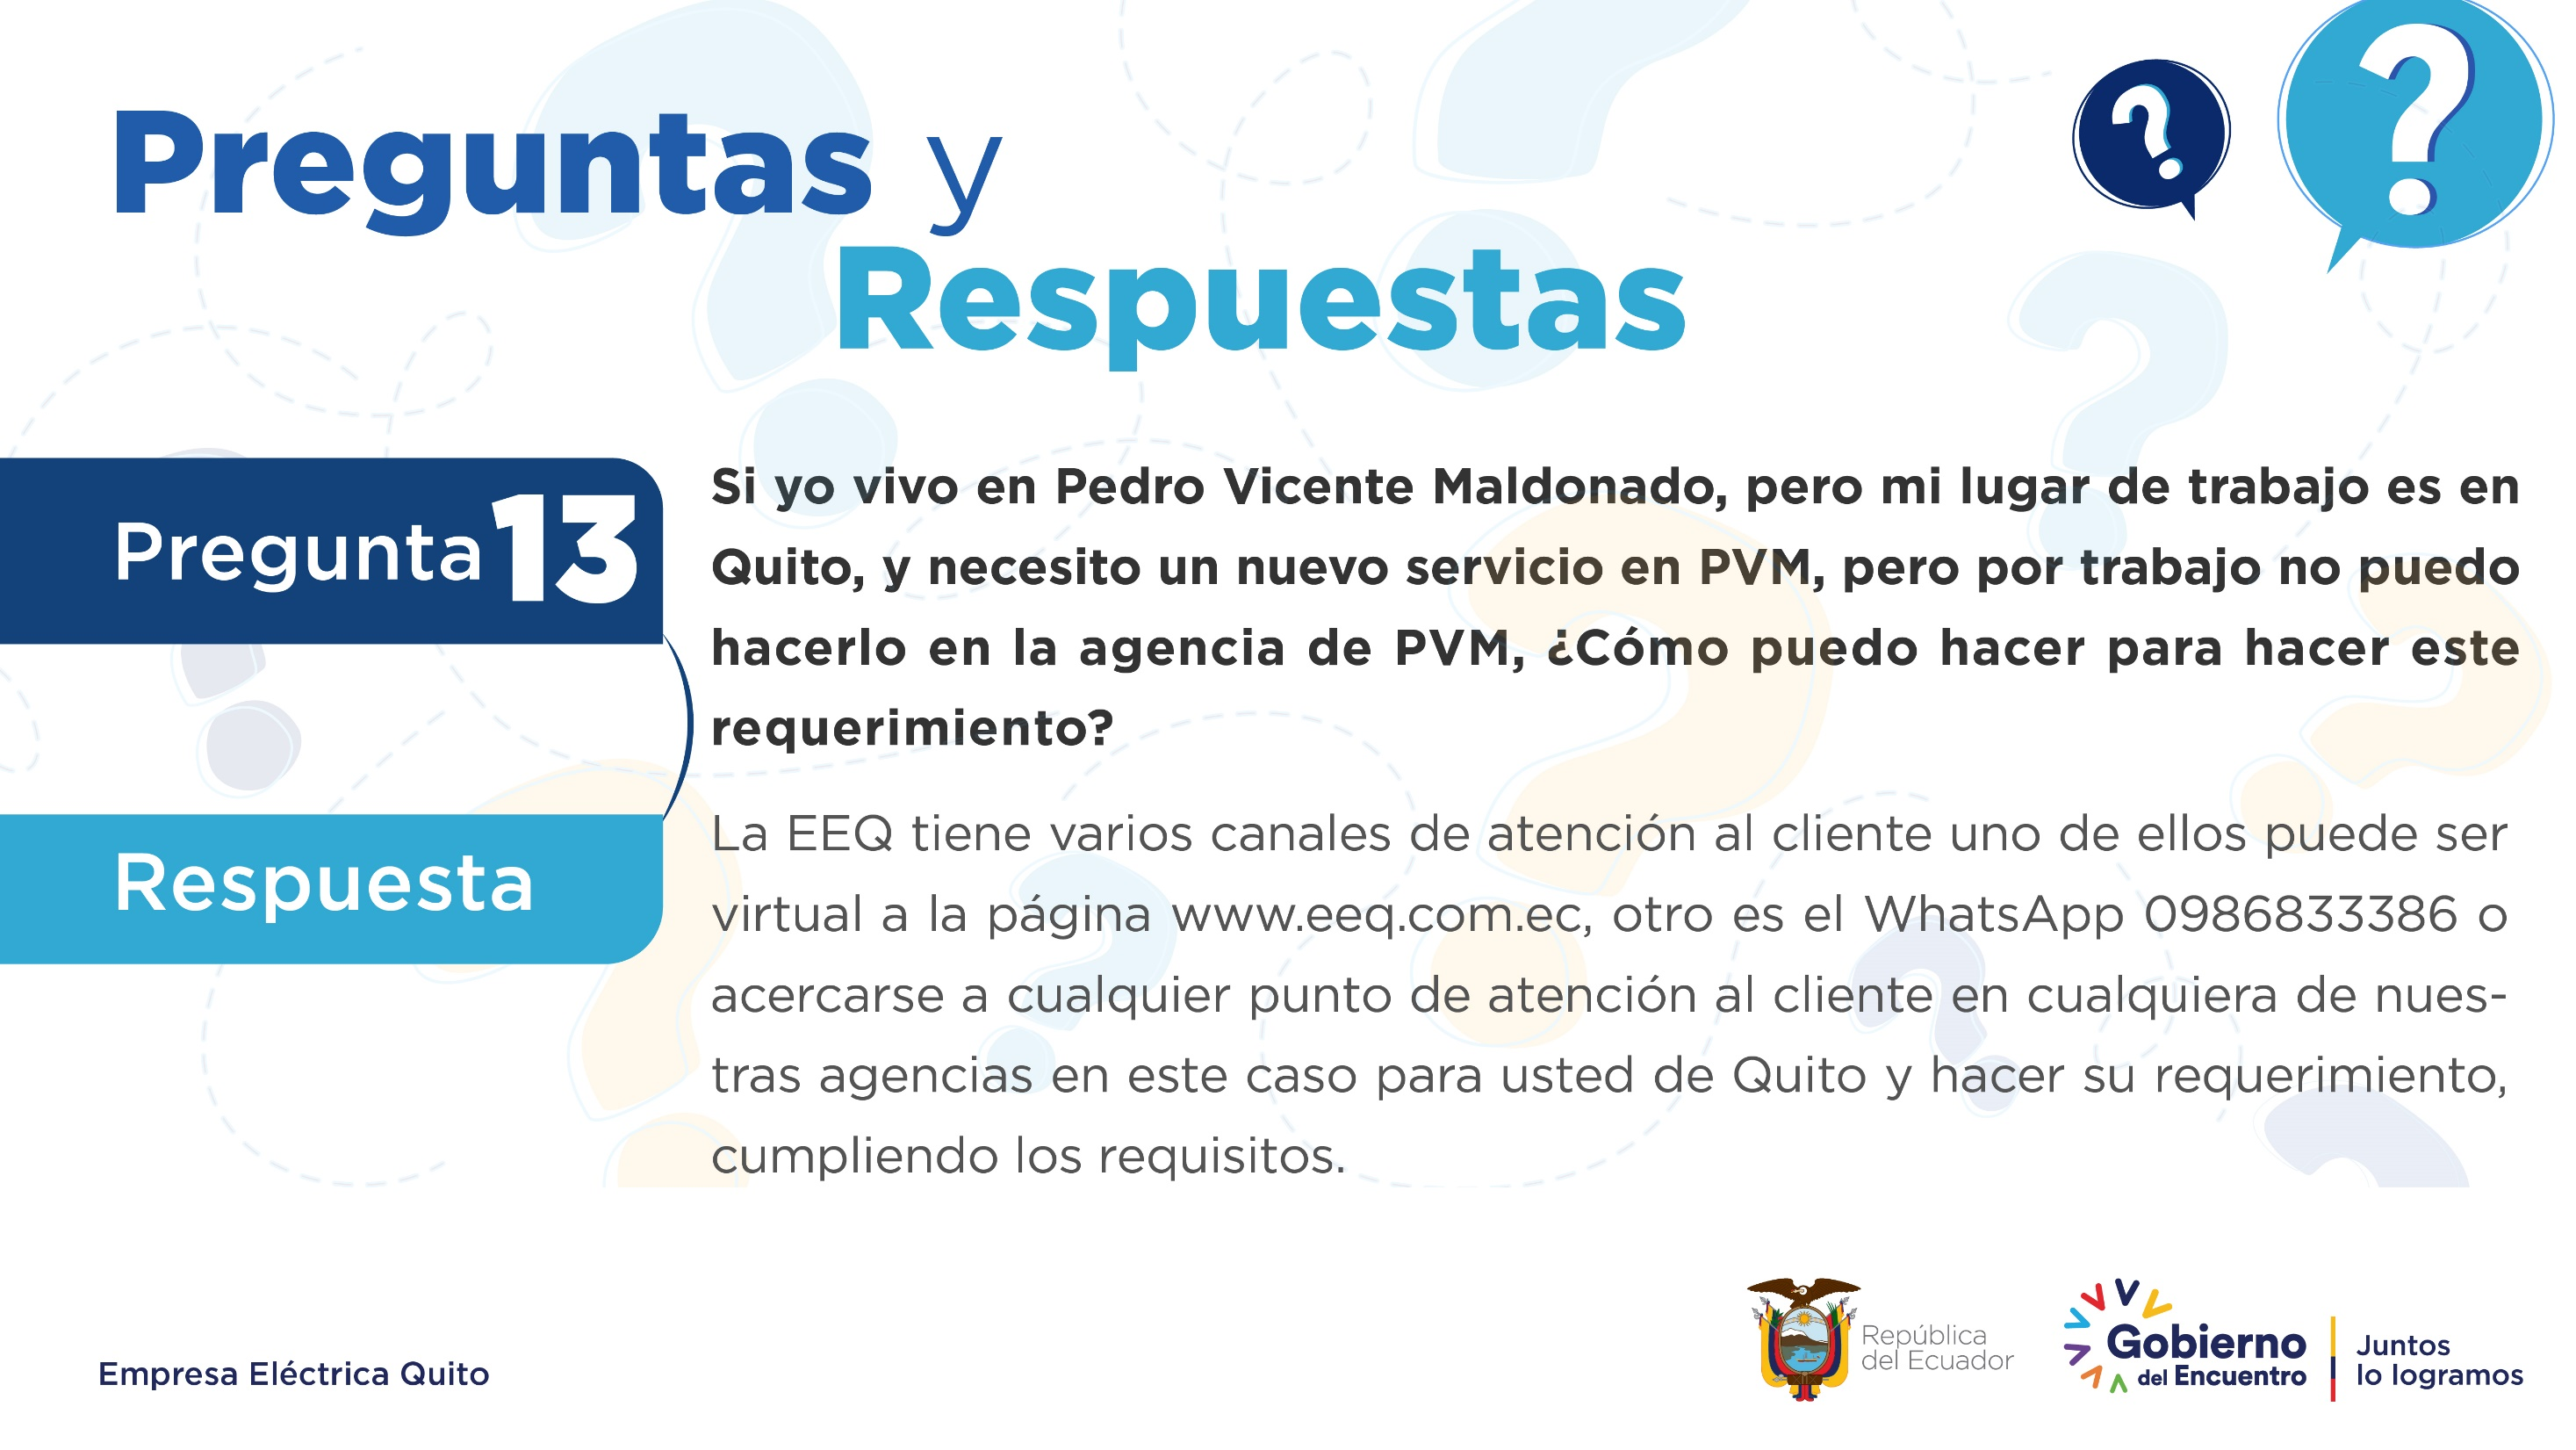 Preguntas y
Respuestas
Pregunta 13
Si yo vivo en Pedro Vicente Maldonado, pero mi lugar de trabajo es en
Quito, y necesito un nuevo servicio en PVM, pero por trabajo no puedo
hacerlo en la agencia de PVM, ¿Cómo puedo hacer para hacer este
requerimiento?
Respuesta
La EEQ tiene varios canales de atención al cliente uno de ellos puede ser
virtual a la página www.eeq.com.ec, otro es el WhatsApp 0986833386 o
acercarse a cualquier punto de atención al cliente en cualquiera de nues-
tras agencias en este caso para usted de Quito y hacer su requerimiento,
cumpliendo los requisitos.
Empresa Eléctrica Quito
República
del Ecuador
Gobierno
del Encuentro
Juntos
lo logramos